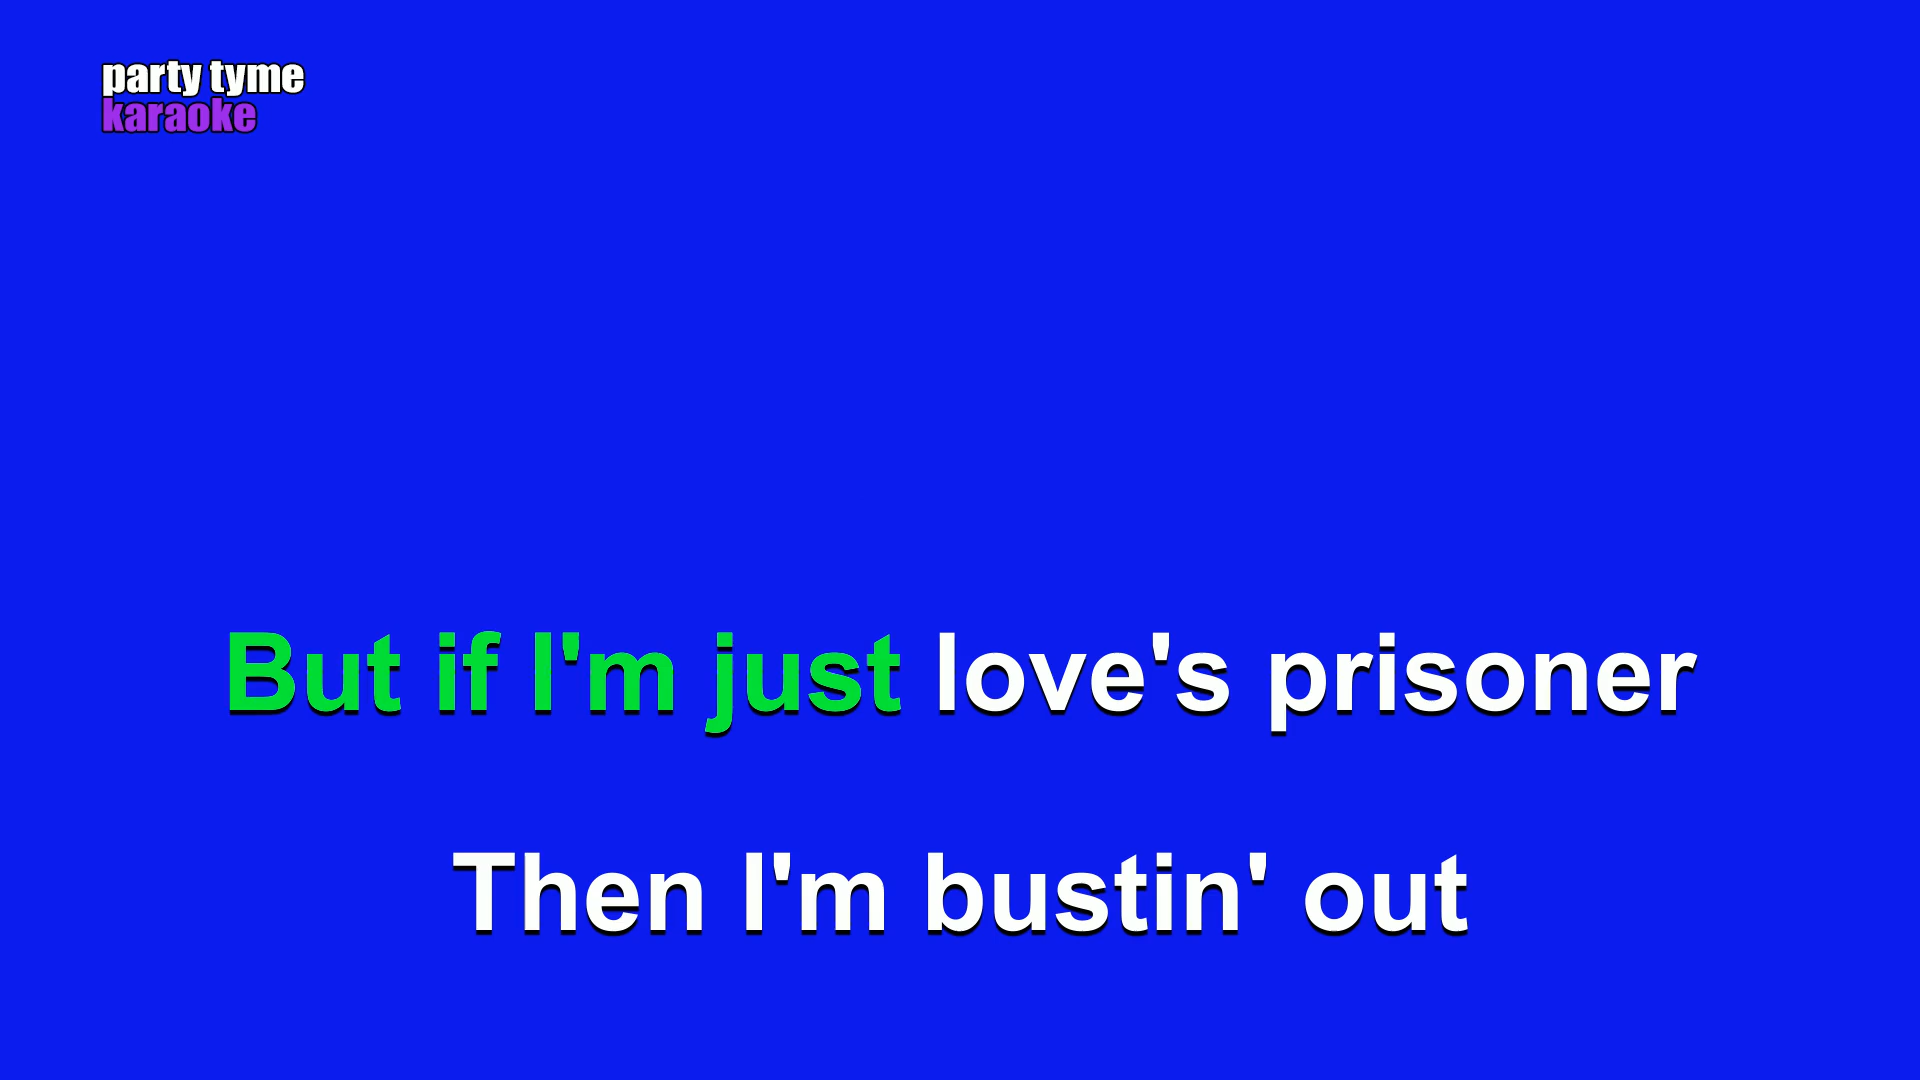 party tyme
karaoke
But if I'm just love's prisoner
Then I'm bustin' out